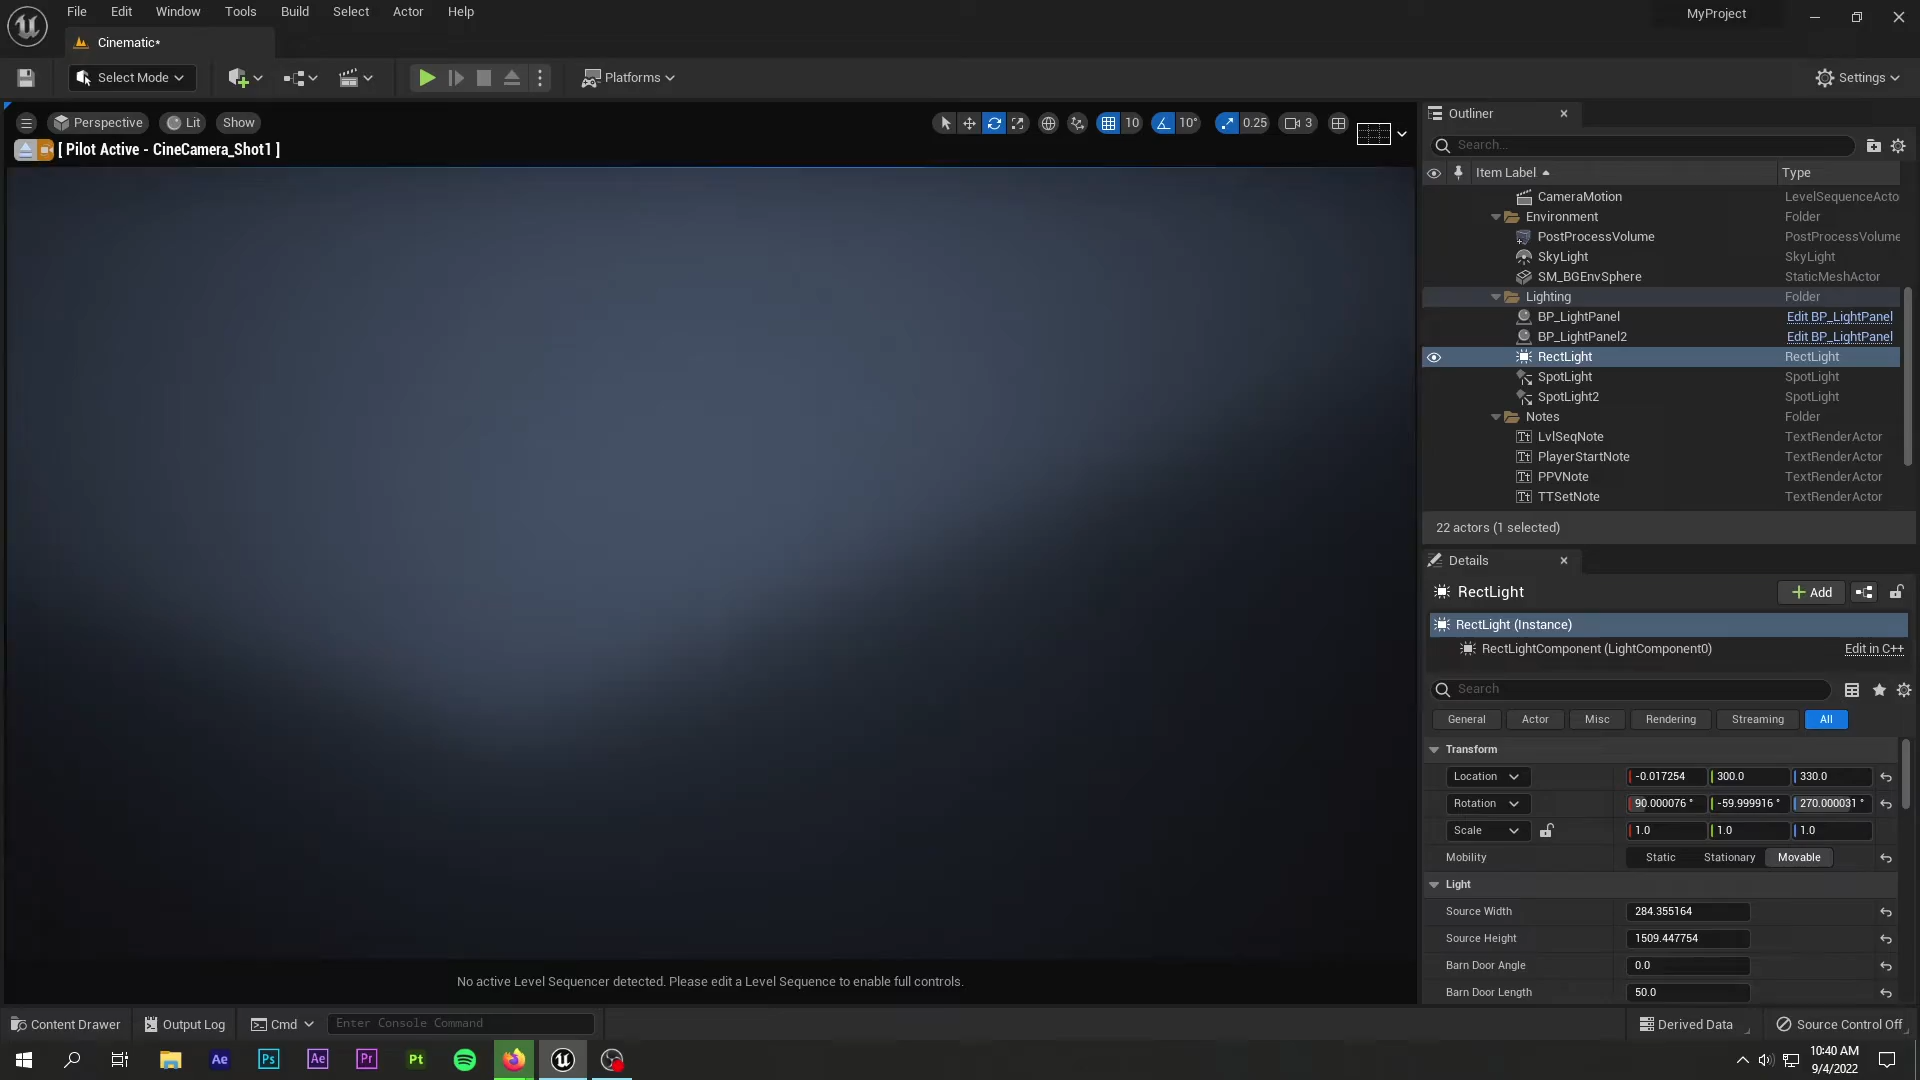 File Edit Window Tools Build Select Actor Help
MyProject
Cinematic*
Select Mode
Platforms
Settings
Perspective Lit Show
10 10° 0.25 3
[ Pilot Active - CineCamera_Shot1 ]
No active Level Sequencer detected. Please edit a Level Sequence to enable full controls.
Outliner
Search...
Item Label Type
CameraMotion LevelSequenceActo
Environment Folder
PostProcessVolume PostProcessVolume
SkyLight SkyLight
SM_BGEnvSphere StaticMeshActor
Lighting Folder
BP_LightPanel Edit BP_LightPanel
BP_LightPanel2 Edit BP_LightPanel
RectLight RectLight
SpotLight SpotLight
SpotLight2 SpotLight
Notes Folder
LvlSeqNote TextRenderActor
PlayerStartNote TextRenderActor
PPVNote TextRenderActor
TTSetNote TextRenderActor
22 actors (1 selected)
Details
RectLight
Add
RectLight (Instance)
RectLightComponent (LightComponent0) Edit in C++
Search
General Actor Misc Rendering Streaming All
Transform
Location -0.017254 300.0 330.0
Rotation 90.000076 ° -59.999916 ° 270.000031 °
Scale 1.0 1.0 1.0
Mobility Static Stationary Movable
Light
Source Width 284.355164
Source Height 1509.447754
Barn Door Angle 0.0
Barn Door Length 50.0
Content Drawer Output Log Cmd Enter Console Command
Derived Data Source Control Off
Ae Ps Ae Pr Pt
10:40 AM
9/4/2022